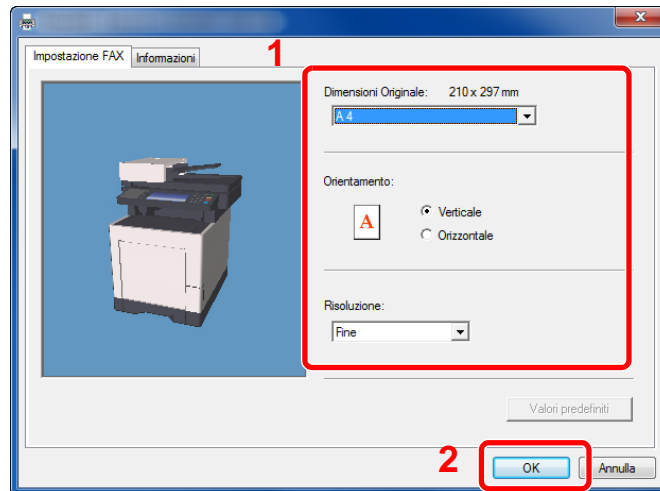 Impostazione FAX
Informazioni
1
Dimensioni Originale: 210 x 297 mm
A4
Orientamento:
A
Verticale
Orizzontale
Risoluzione:
Fine
Valori predefiniti
2
OK
Annulla